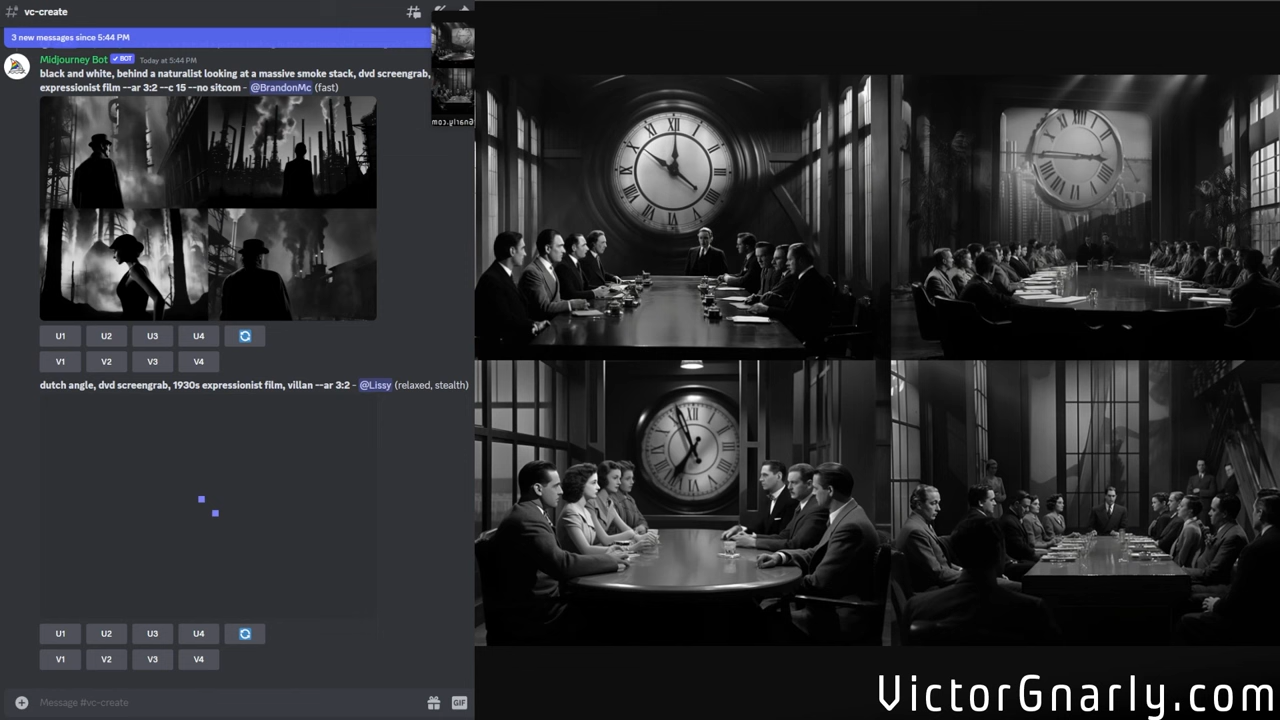 vc-create
3 new messages since 5:44 PM
Midjourney Bot ✓ BOT Today at 5:44 PM
black and white, behind a naturalist looking at a massive smoke stack, dvd screengrab,
expressionist film --ar 3:2 --c 15 --no sitcom - @BrandonMc (fast)
U1 U2 U3 U4
V1 V2 V3 V4
dutch angle, dvd screengrab, 1930s expressionist film, villan --ar 3:2 - @Lissy (relaxed, stealth)
U1 U2 U3 U4
V1 V2 V3 V4
Message #vc-create
GIF
VictorGnarly.com